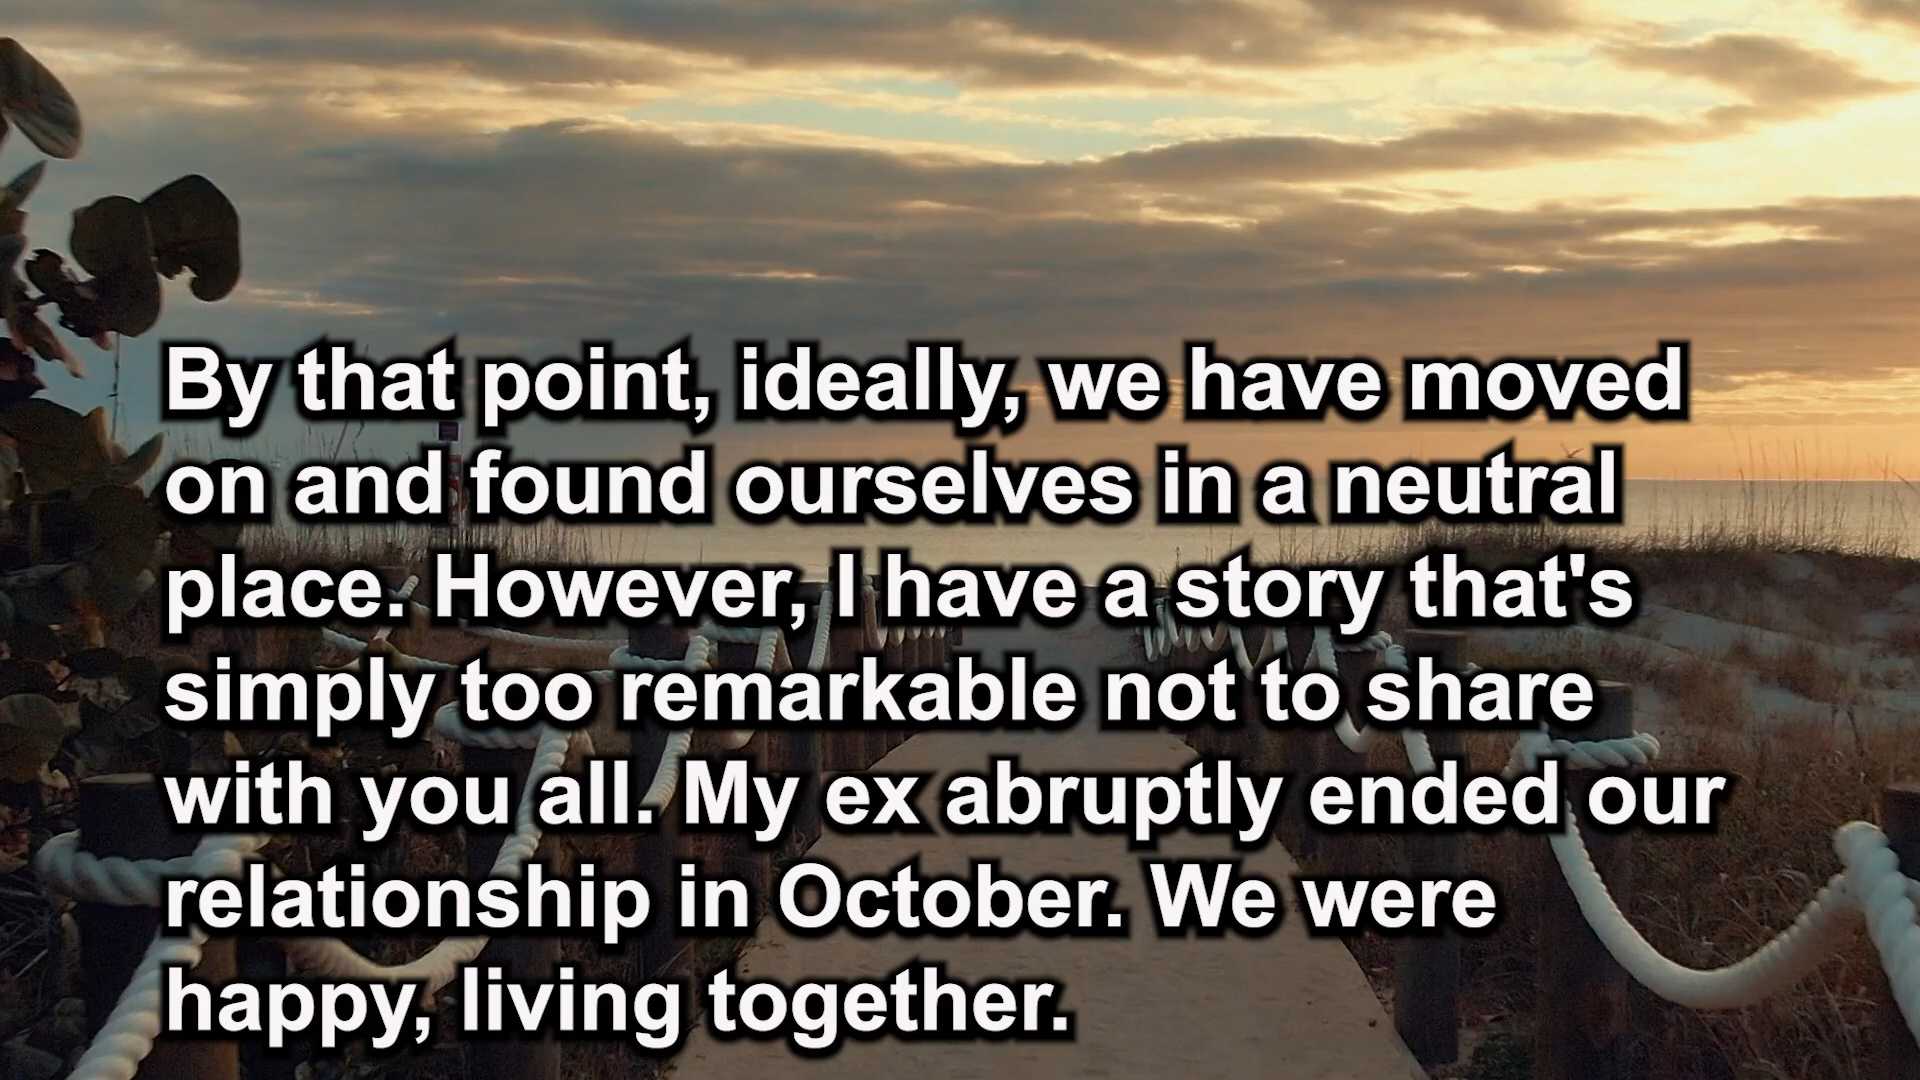 By that point, ideally, we have moved
on and found ourselves in a neutral
place. However, I have a story that's
simply too remarkable not to share
with you all. My ex abruptly ended our
relationship in October. We were
happy, living together.